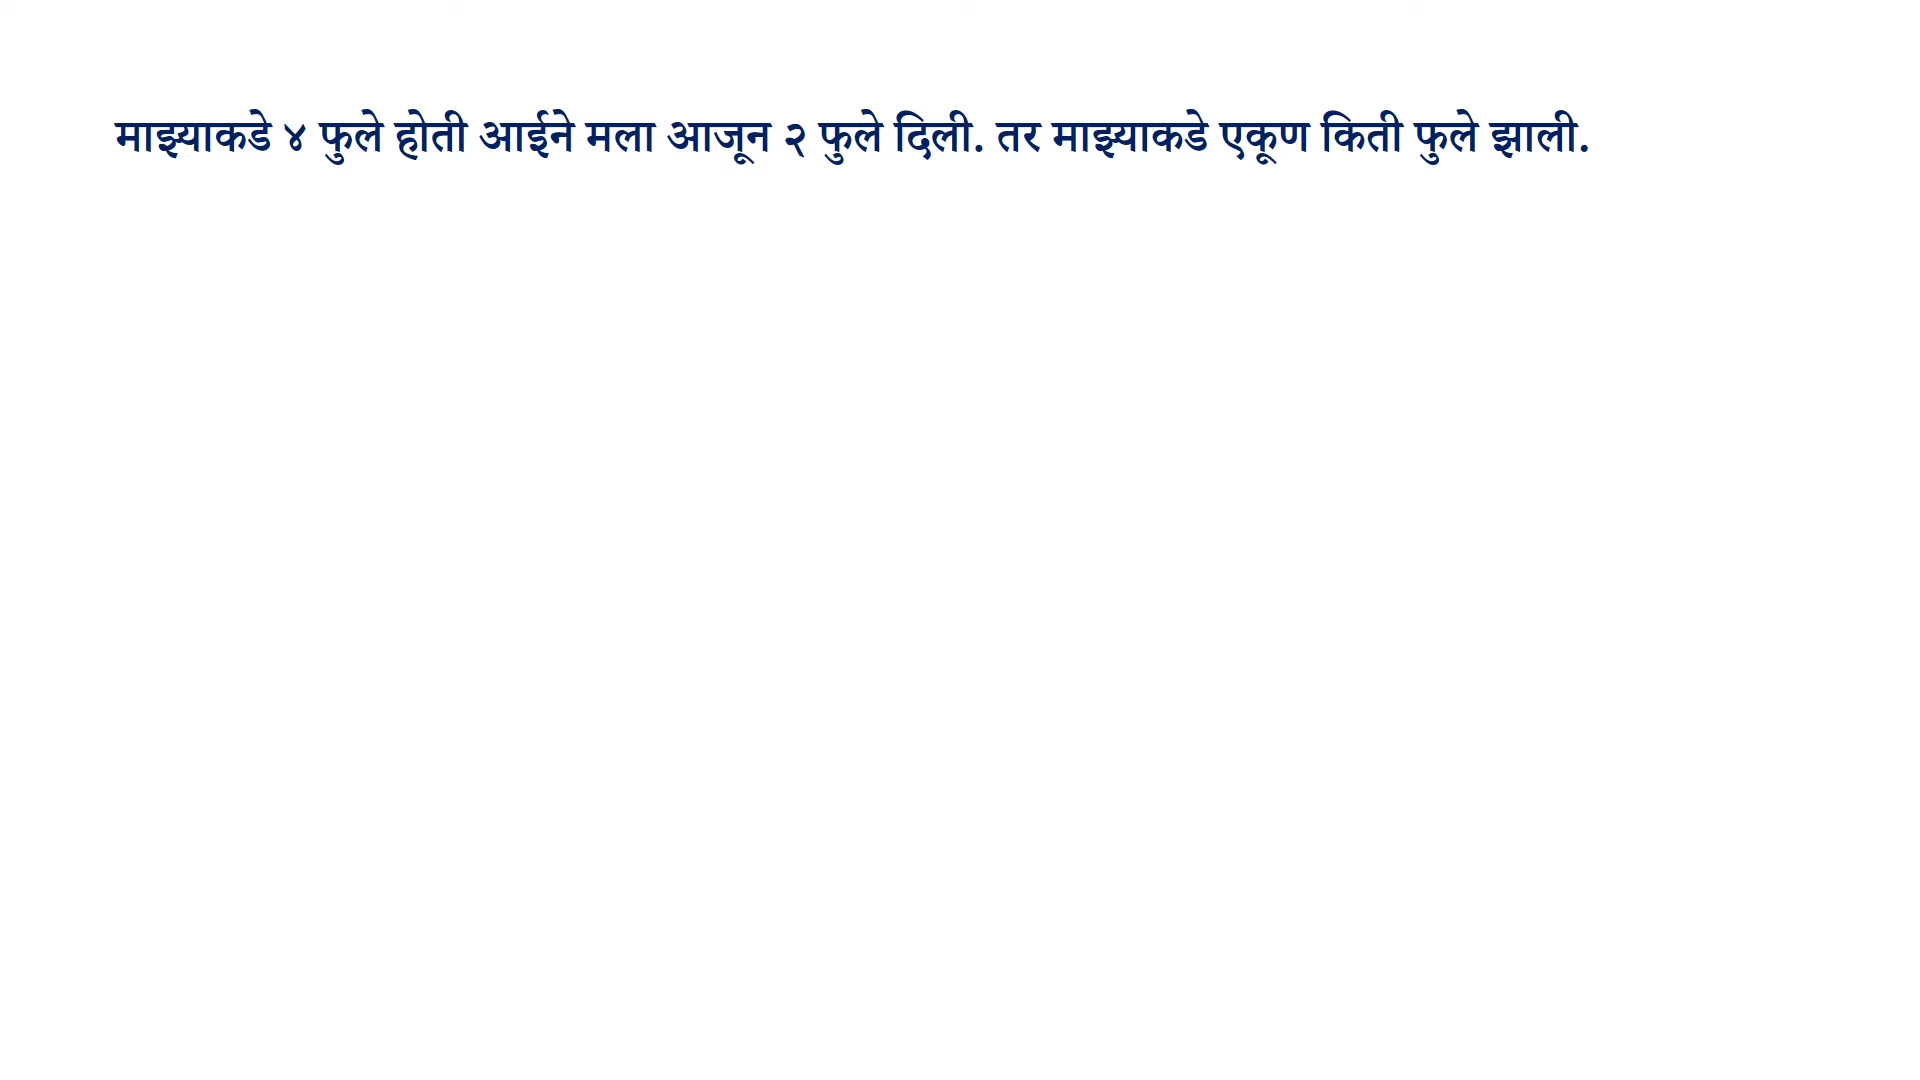 माझ्याकडे ४ फुले होती आईने मला आजून २ फुले दिली. तर माझ्याकडे एकूण किती फुले झाली.